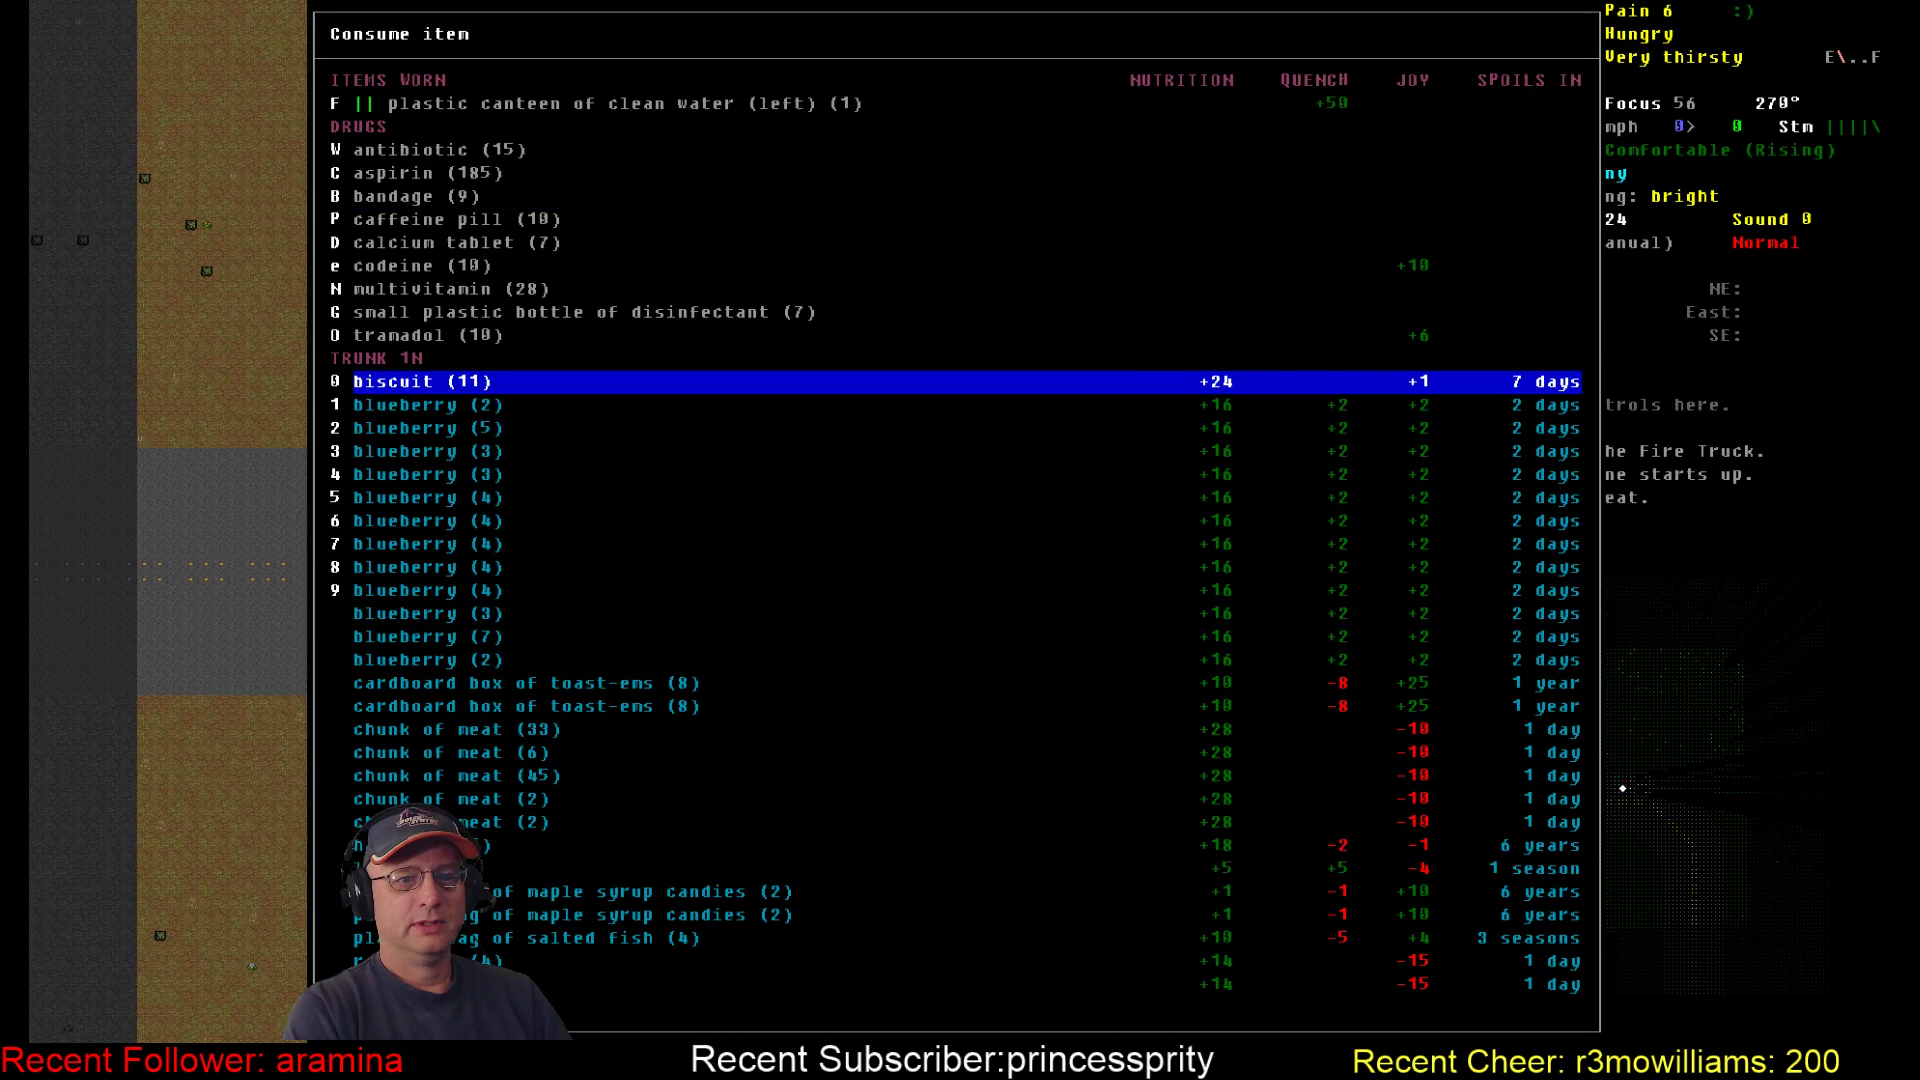 Consume item
ITEMS WORN NUTRITION QUENCH JOY SPOILS IN
F || plastic canteen of clean water (left) (1) +50
DRUGS
W antibiotic (15)
C aspirin (185)
B bandage (9)
P caffeine pill (10)
D calcium tablet (7)
e codeine (10) +10
N multivitamin (28)
G small plastic bottle of disinfectant (7)
O tramadol (10) +6
TRUNK 1N
0 biscuit (11) +24 +1 7 days
1 blueberry (2) +16 +2 +2 2 days
2 blueberry (5) +16 +2 +2 2 days
3 blueberry (3) +16 +2 +2 2 days
4 blueberry (3) +16 +2 +2 2 days
5 blueberry (4) +16 +2 +2 2 days
6 blueberry (4) +16 +2 +2 2 days
7 blueberry (4) +16 +2 +2 2 days
8 blueberry (4) +16 +2 +2 2 days
9 blueberry (4) +16 +2 +2 2 days
blueberry (3) +16 +2 +2 2 days
blueberry (7) +16 +2 +2 2 days
blueberry (2) +16 +2 +2 2 days
cardboard box of toast-ems (8) +10 -8 +25 1 year
cardboard box of toast-ems (8) +10 -8 +25 1 year
chunk of meat (33) +28 -10 1 day
chunk of meat (6) +28 -10 1 day
chunk of meat (45) +28 -10 1 day
chunk of meat (2) +28 -10 1 day
meat (2) +28 -10 1 day
+18 -2 -1 6 years
+5 +5 -4 1 season
of maple syrup candies (2) +1 -1 +10 6 years
of maple syrup candies (2) +1 -1 +10 6 years
of salted fish (4) +10 -5 +4 3 seasons
(4) +14 -15 1 day
+14 -15 1 day
Pain 6 :)
Hungry
Very thirsty E\..F
Focus 56 270°
mph 0> 0 Stm ||||\
Comfortable (Rising)
ny
ng: bright
24 Sound 0
anual) Normal
NE:
East:
SE:
trols here.
he Fire Truck.
ne starts up.
eat.
Recent Follower: aramina
Recent Subscriber:princessprity
Recent Cheer: r3mowilliams: 200